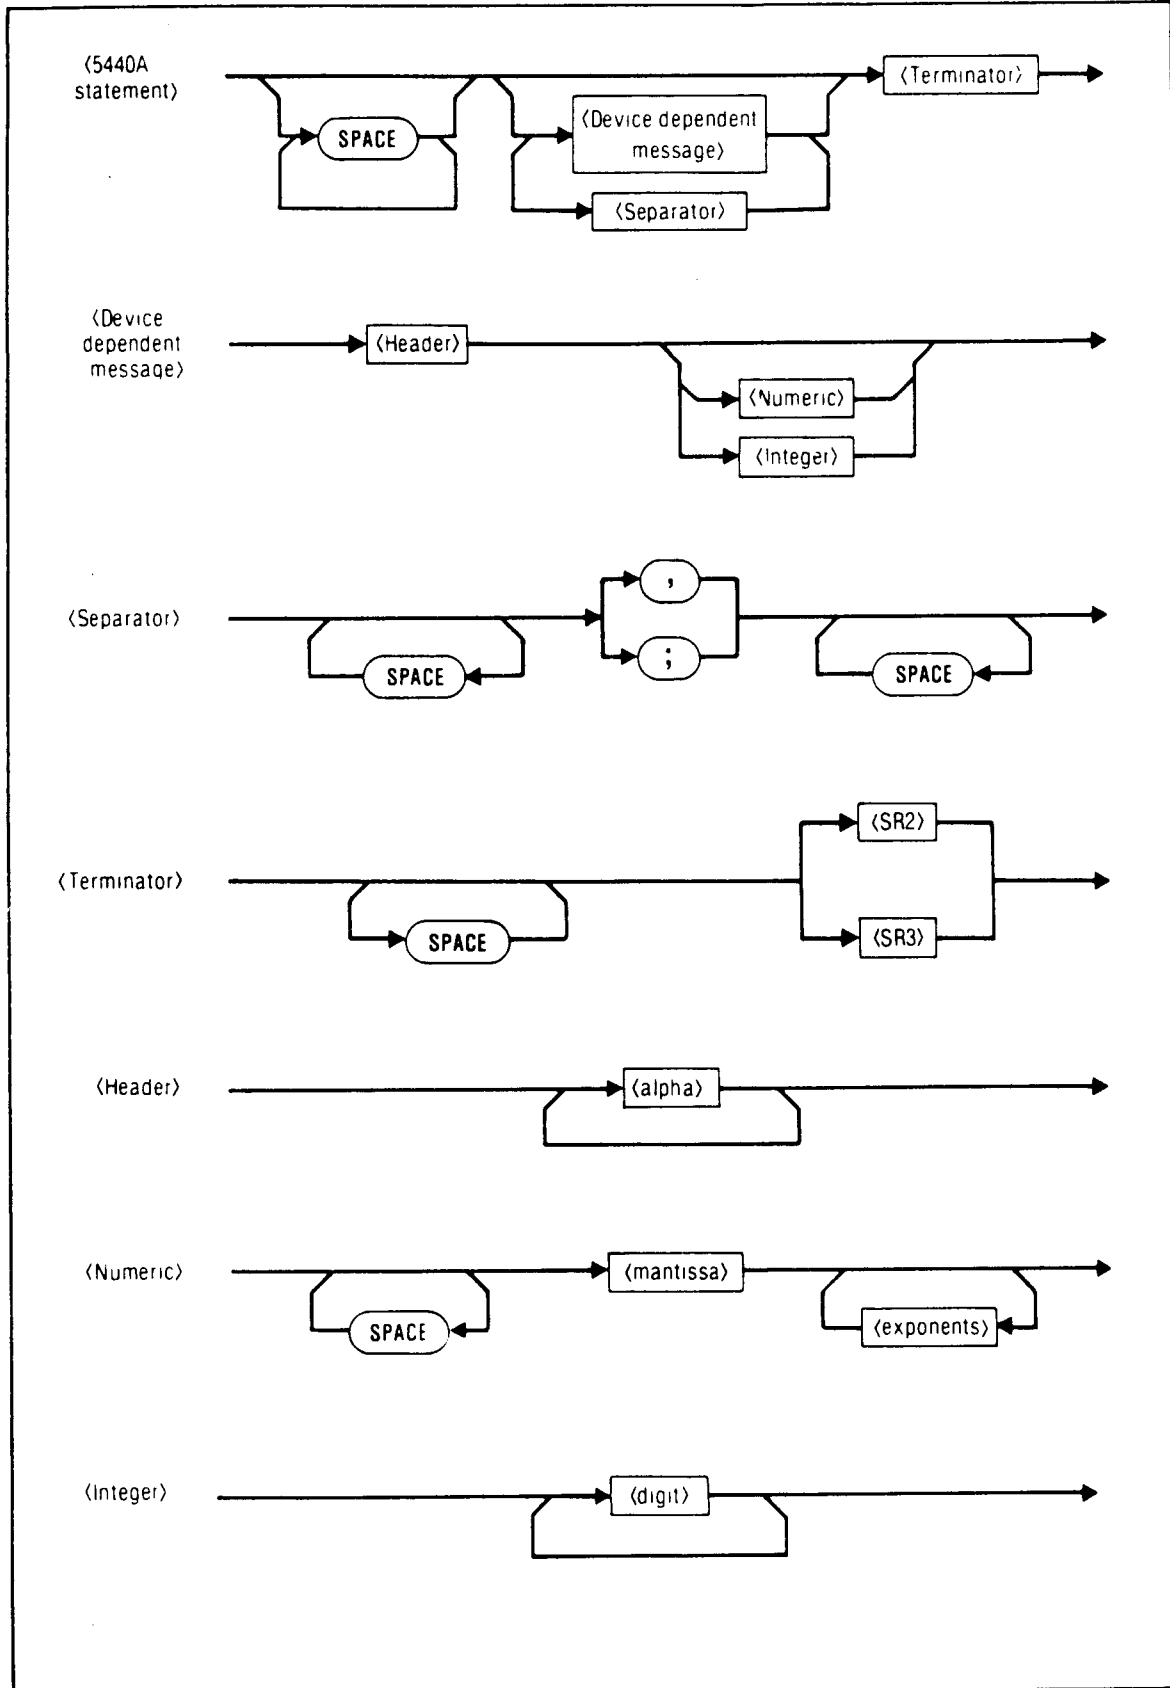 ⟨5440A
statement⟩
SPACE
⟨Device dependent
message⟩
⟨Separator⟩
⟨Terminator⟩
⟨Device
dependent
message⟩
⟨Header⟩
⟨Numeric⟩
⟨Integer⟩
⟨Separator⟩
SPACE
,
;
SPACE
⟨Terminator⟩
SPACE
⟨SR2⟩
⟨SR3⟩
⟨Header⟩
⟨alpha⟩
⟨Numeric⟩
SPACE
⟨mantissa⟩
⟨exponents⟩
⟨Integer⟩
⟨digit⟩